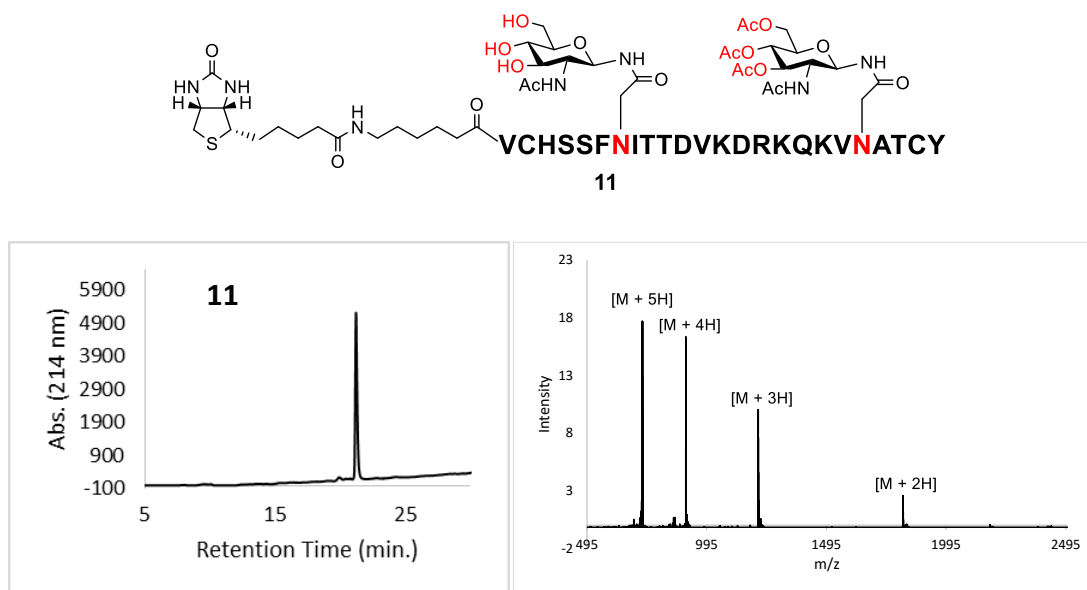 HO
HO
HO
O
NH
AcHN
O
AcO
AcO
AcO
O
NH
AcHN
O
O
HN
NH
H
H
S
O
H
N
O
VCHSSFNITTDVKDRKQKVNATCY
11
11
5900
4900
3900
2900
1900
900
-100
5
15
25
Abs. (214 nm)
Retention Time (min.)
23
18
13
8
3
-2
495
995
1495
1995
2495
Intensity
m/z
[M + 5H]
[M + 4H]
[M + 3H]
[M + 2H]